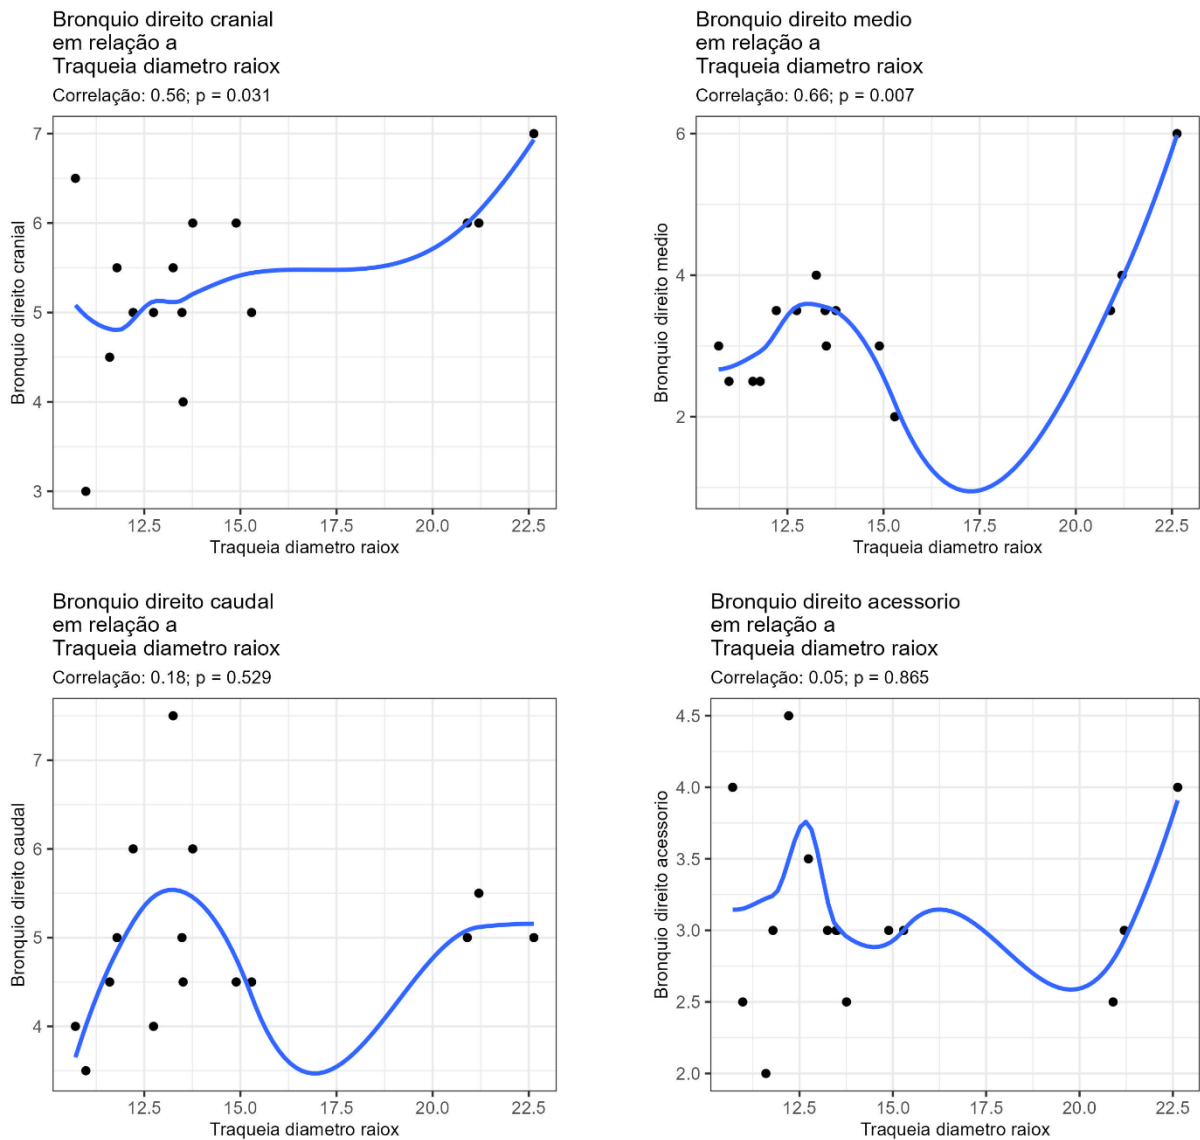 Bronquio direito cranial
em relação a
Traqueia diametro raiox
Correlação: 0.56; p = 0.031
7
6
5
4
3
Bronquio direito cranial
12.5 15.0 17.5 20.0 22.5
Traqueia diametro raiox
Bronquio direito medio
em relação a
Traqueia diametro raiox
Correlação: 0.66; p = 0.007
6
4
2
Bronquio direito medio
12.5 15.0 17.5 20.0 22.5
Traqueia diametro raiox
Bronquio direito caudal
em relação a
Traqueia diametro raiox
Correlação: 0.18; p = 0.529
7
6
5
4
Bronquio direito caudal
12.5 15.0 17.5 20.0 22.5
Traqueia diametro raiox
Bronquio direito acessorio
em relação a
Traqueia diametro raiox
Correlação: 0.05; p = 0.865
4.5
4.0
3.5
3.0
2.5
2.0
Bronquio direito acessorio
12.5 15.0 17.5 20.0 22.5
Traqueia diametro raiox